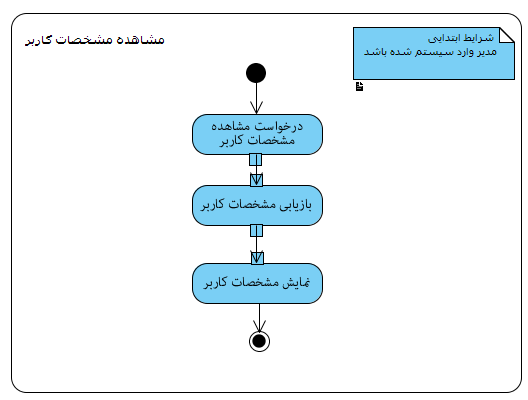 مشاهده مشخصات کاربر
شرایط ابتدایی
مدیر وارد سیستم شده باشد
درخواست مشاهده
مشخصات کاربر
بازیابی مشخصات کاربر
نمایش مشخصات کاربر